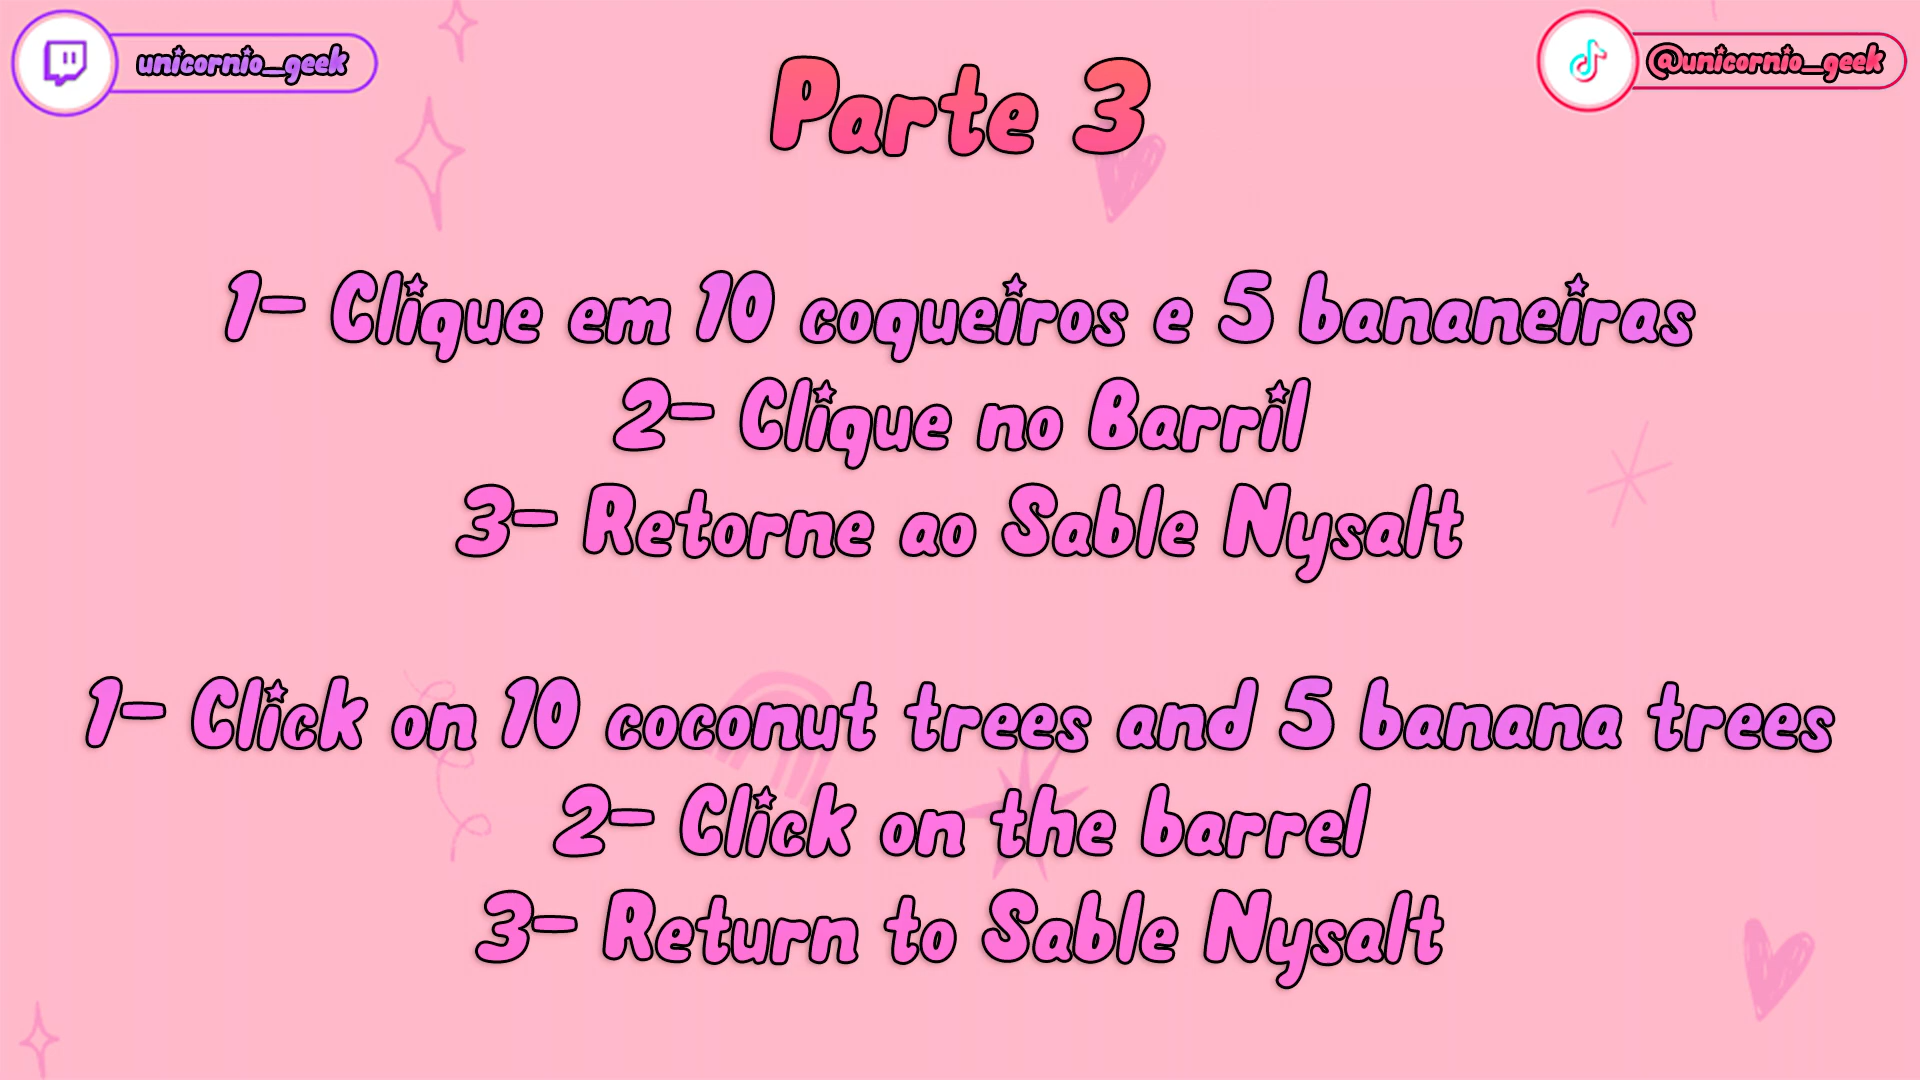 unicornio_geek
@unicornio_geek
Parte 3
1- Clique em 10 coqueiros e 5 bananeiras
2- Clique no Barril
3- Retorne ao Sable Nysalt
1- Click on 10 coconut trees and 5 banana trees
2- Click on the barrel
3- Return to Sable Nysalt